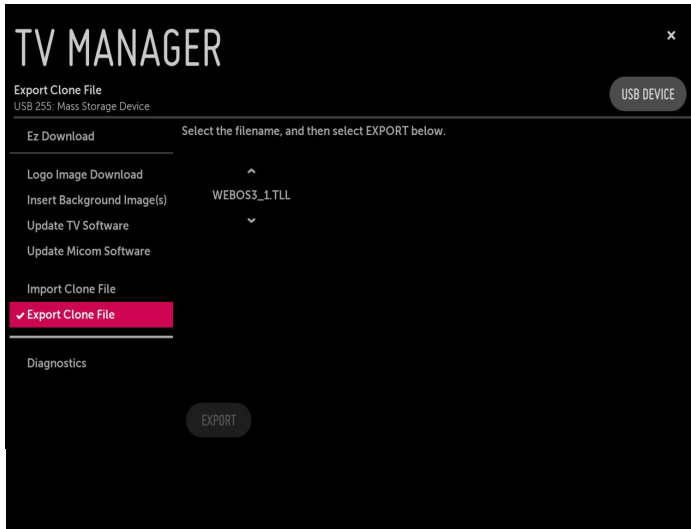 TV MANAGER
Export Clone File
USB 255: Mass Storage Device
USB DEVICE
Ez Download
Select the filename, and then select EXPORT below.
Logo Image Download
Insert Background Image(s)
WEBOS3_1.TLL
Update TV Software
Update Micom Software
Import Clone File
Export Clone File
Diagnostics
EXPORT